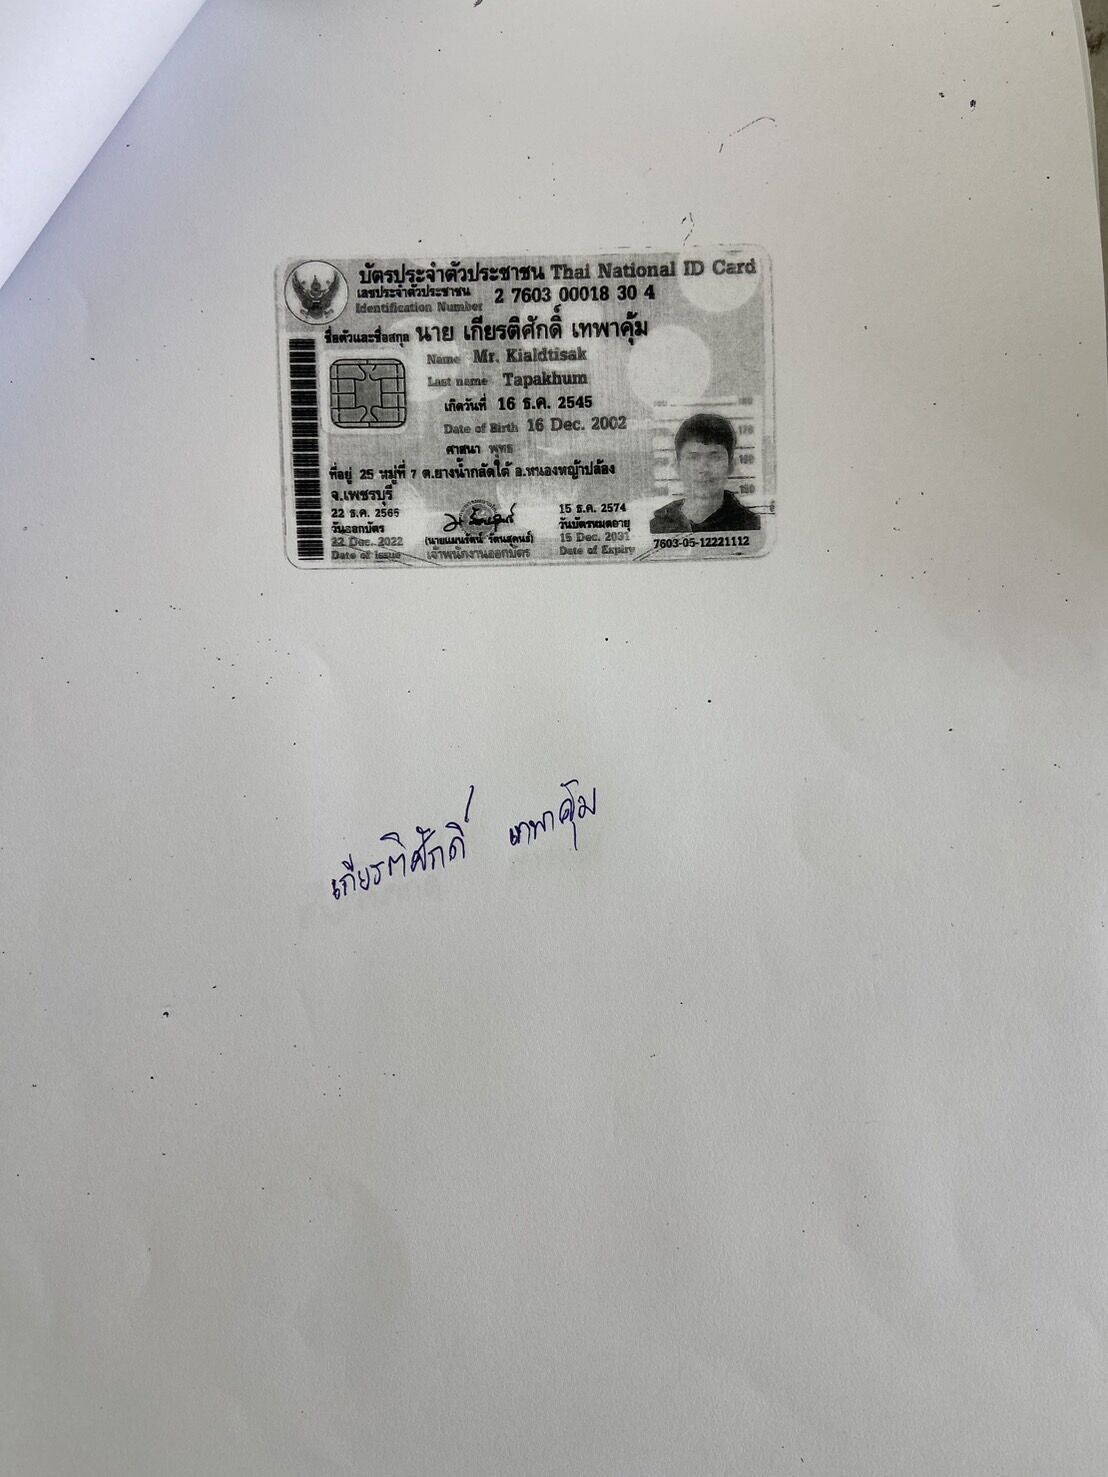 บัตรประจำตัวประชาชน Thai National ID Card
เลขประจำตัวประชาชน 2 7603 00018 30 4
Identification Number
ชื่อตัวและชื่อสกุล นาย เกียรติศักดิ์ เทพาคุ้ม
Name Mr. Kialdtisak
Last name Tapakhum
เกิดวันที่ 16 ธ.ค. 2545
Date of Birth 16 Dec. 2002
ศาสนา พุทธ
ที่อยู่ 25 หมู่ที่ 7 ต.ยางน้ำกลัดใต้ อ.หนองหญ้าปล้อง
จ.เพชรบุรี
22 ธ.ค. 2565
วันออกบัตร
22 Dec. 2022
Date of Issue
เจ้าพนักงานออกบัตร
15 ธ.ค. 2574
วันบัตรหมดอายุ
15 Dec. 2031
Date of Expiry
170
160
150
7603-05-12221112
เกียรติศักดิ์ เทพาคุ้ม